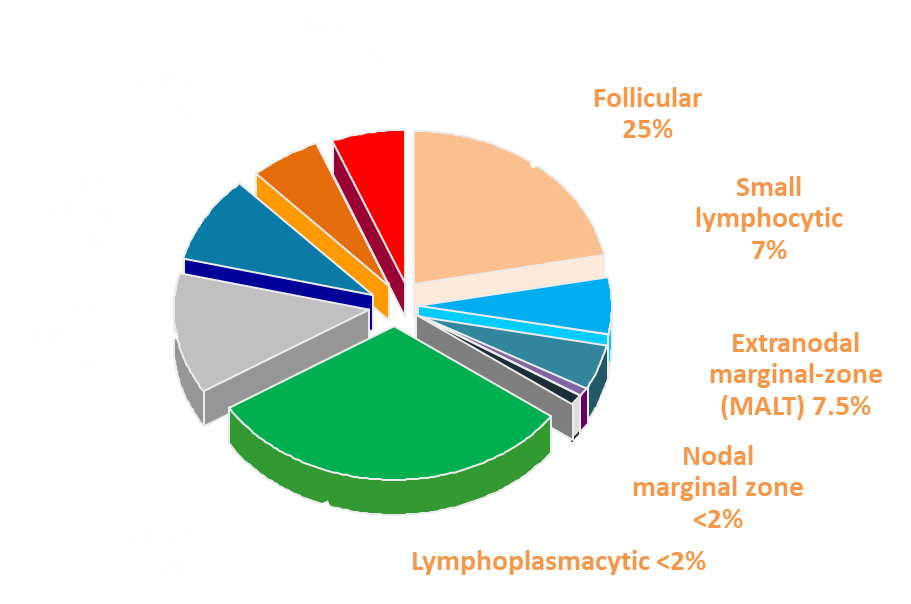 Follicular
25%
Small
lymphocytic
7%
Extranodal
marginal-zone
(MALT) 7.5%
Nodal
marginal zone
<2%
Lymphoplasmacytic <2%